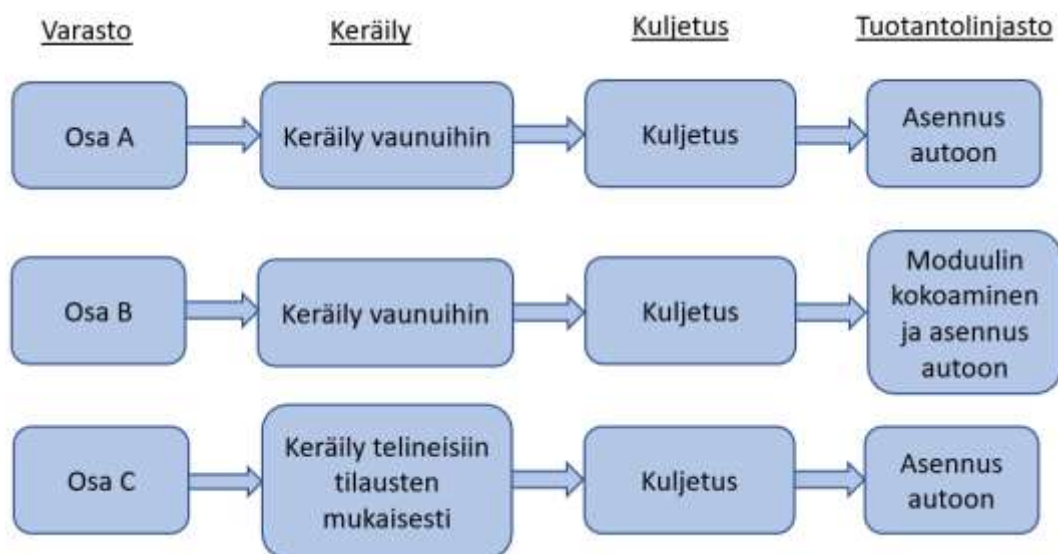 Varasto
Keräily
Kuljetus
Tuotantolinjasto
Osa A
Keräily vaunuihin
Kuljetus
Asennus
autoon
Osa B
Keräily vaunuihin
Kuljetus
Moduulin
kokoaminen
ja asennus
autoon
Osa C
Keräily telineisiin
tilausten
mukaisesti
Kuljetus
Asennus
autoon